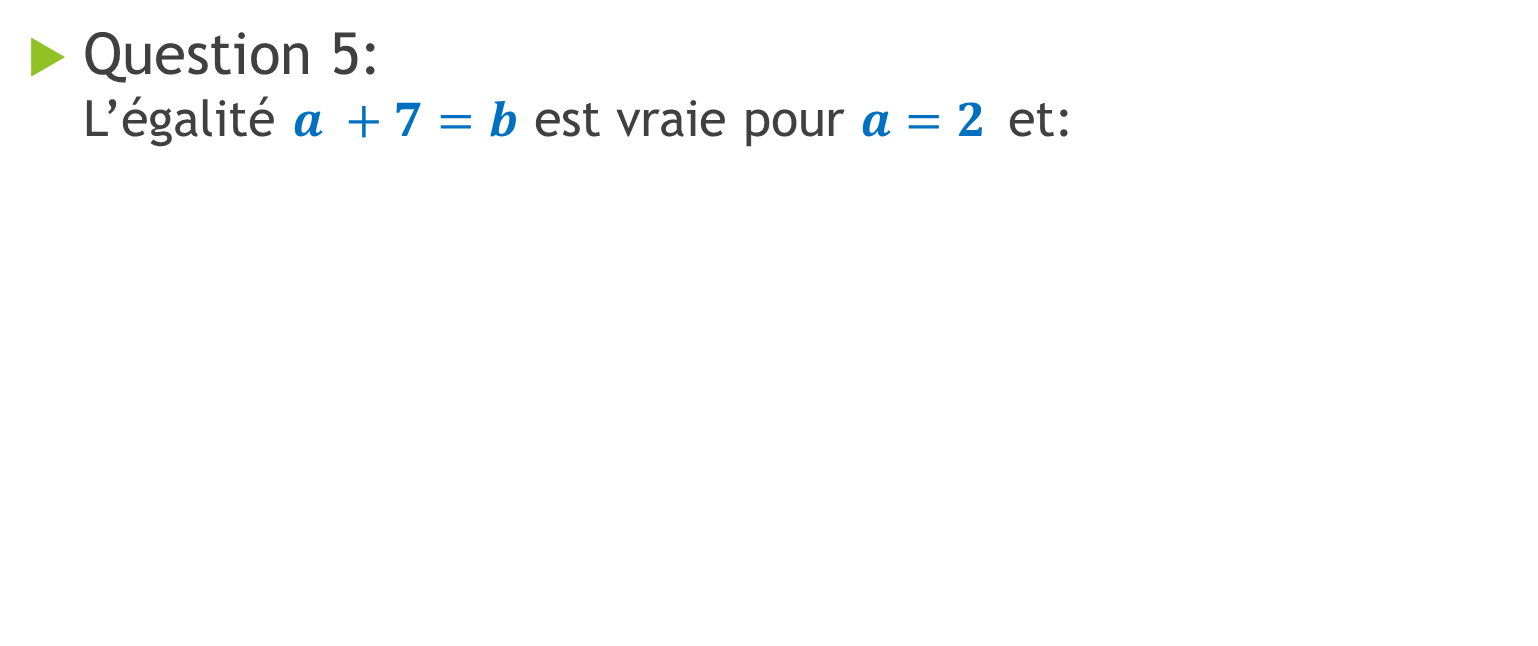 Question 5:
L’égalité a + 7 = b est vraie pour a = 2 et: